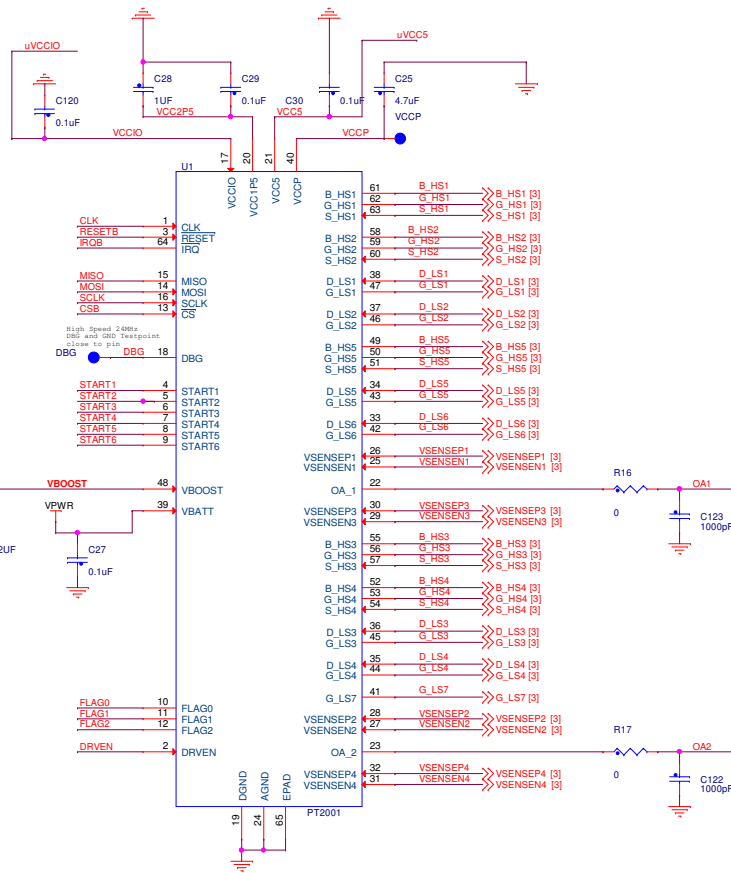 uVCCIO
uVCC5
C28
C29
C25
C120
1UF
0.1uF
C30
0.1uF
4.7uF
0.1uF
VCC2P5
VCC5
VCCP
VCCIO
VCCP
17
20
21
40
U1
VCCIO
VCC1P5
VCC5
VCCP
B_HS1 61 B_HS1 B_HS1 [3]
G_HS1 62 G_HS1 G_HS1 [3]
S_HS1 63 S_HS1 S_HS1 [3]
CLK 1 CLK
RESETB 3 RESET
IRQB 64 IRQ
B_HS2 58 B_HS2 B_HS2 [3]
G_HS2 59 G_HS2 G_HS2 [3]
S_HS2 60 S_HS2 S_HS2 [3]
MISO 15 MISO
MOSI 14 MOSI
SCLK 16 SCLK
CSB 13 CS
D_LS1 38 D_LS1 D_LS1 [3]
G_LS1 47 G_LS1 G_LS1 [3]
D_LS2 37 D_LS2 D_LS2 [3]
G_LS2 46 G_LS2 G_LS2 [3]
High Speed 24MHz
DBG and GND Testpoint
close to pin
DBG DBG 18 DBG
B_HS5 49 B_HS5 B_HS5 [3]
G_HS5 50 G_HS5 G_HS5 [3]
S_HS5 51 S_HS5 S_HS5 [3]
START1 4 START1
START2 5 START2
START3 6 START3
START4 7 START4
START5 8 START5
START6 9 START6
D_LS5 34 D_LS5 D_LS5 [3]
G_LS5 43 G_LS5 G_LS5 [3]
D_LS6 33 D_LS6 D_LS6 [3]
G_LS6 42 G_LS6 G_LS6 [3]
VSENSEP1 26 VSENSEP1 VSENSEP1 [3]
VSENSEN1 25 VSENSEN1 VSENSEN1 [3]
VBOOST 48 VBOOST
OA_1 22
R16
0
OA1
C123
1000pF
VPWR
39 VBATT
VSENSEP3 30 VSENSEP3 VSENSEP3 [3]
VSENSEN3 29 VSENSEN3 VSENSEN3 [3]
2UF
C27
0.1uF
B_HS3 55 B_HS3 B_HS3 [3]
G_HS3 56 G_HS3 G_HS3 [3]
S_HS3 57 S_HS3 S_HS3 [3]
B_HS4 52 B_HS4 B_HS4 [3]
G_HS4 53 G_HS4 G_HS4 [3]
S_HS4 54 S_HS4 S_HS4 [3]
D_LS3 36 D_LS3 D_LS3 [3]
G_LS3 45 G_LS3 G_LS3 [3]
D_LS4 35 D_LS4 D_LS4 [3]
G_LS4 44 G_LS4 G_LS4 [3]
G_LS7 41 G_LS7 G_LS7 [3]
FLAG0 10 FLAG0
FLAG1 11 FLAG1
FLAG2 12 FLAG2
VSENSEP2 28 VSENSEP2 VSENSEP2 [3]
VSENSEN2 27 VSENSEN2 VSENSEN2 [3]
DRVEN 2 DRVEN
OA_2 23
R17
0
OA2
C122
1000pF
VSENSEP4 32 VSENSEP4 VSENSEP4 [3]
VSENSEN4 31 VSENSEN4 VSENSEN4 [3]
DGND
AGND
EPAD
PT2001
19
24
65